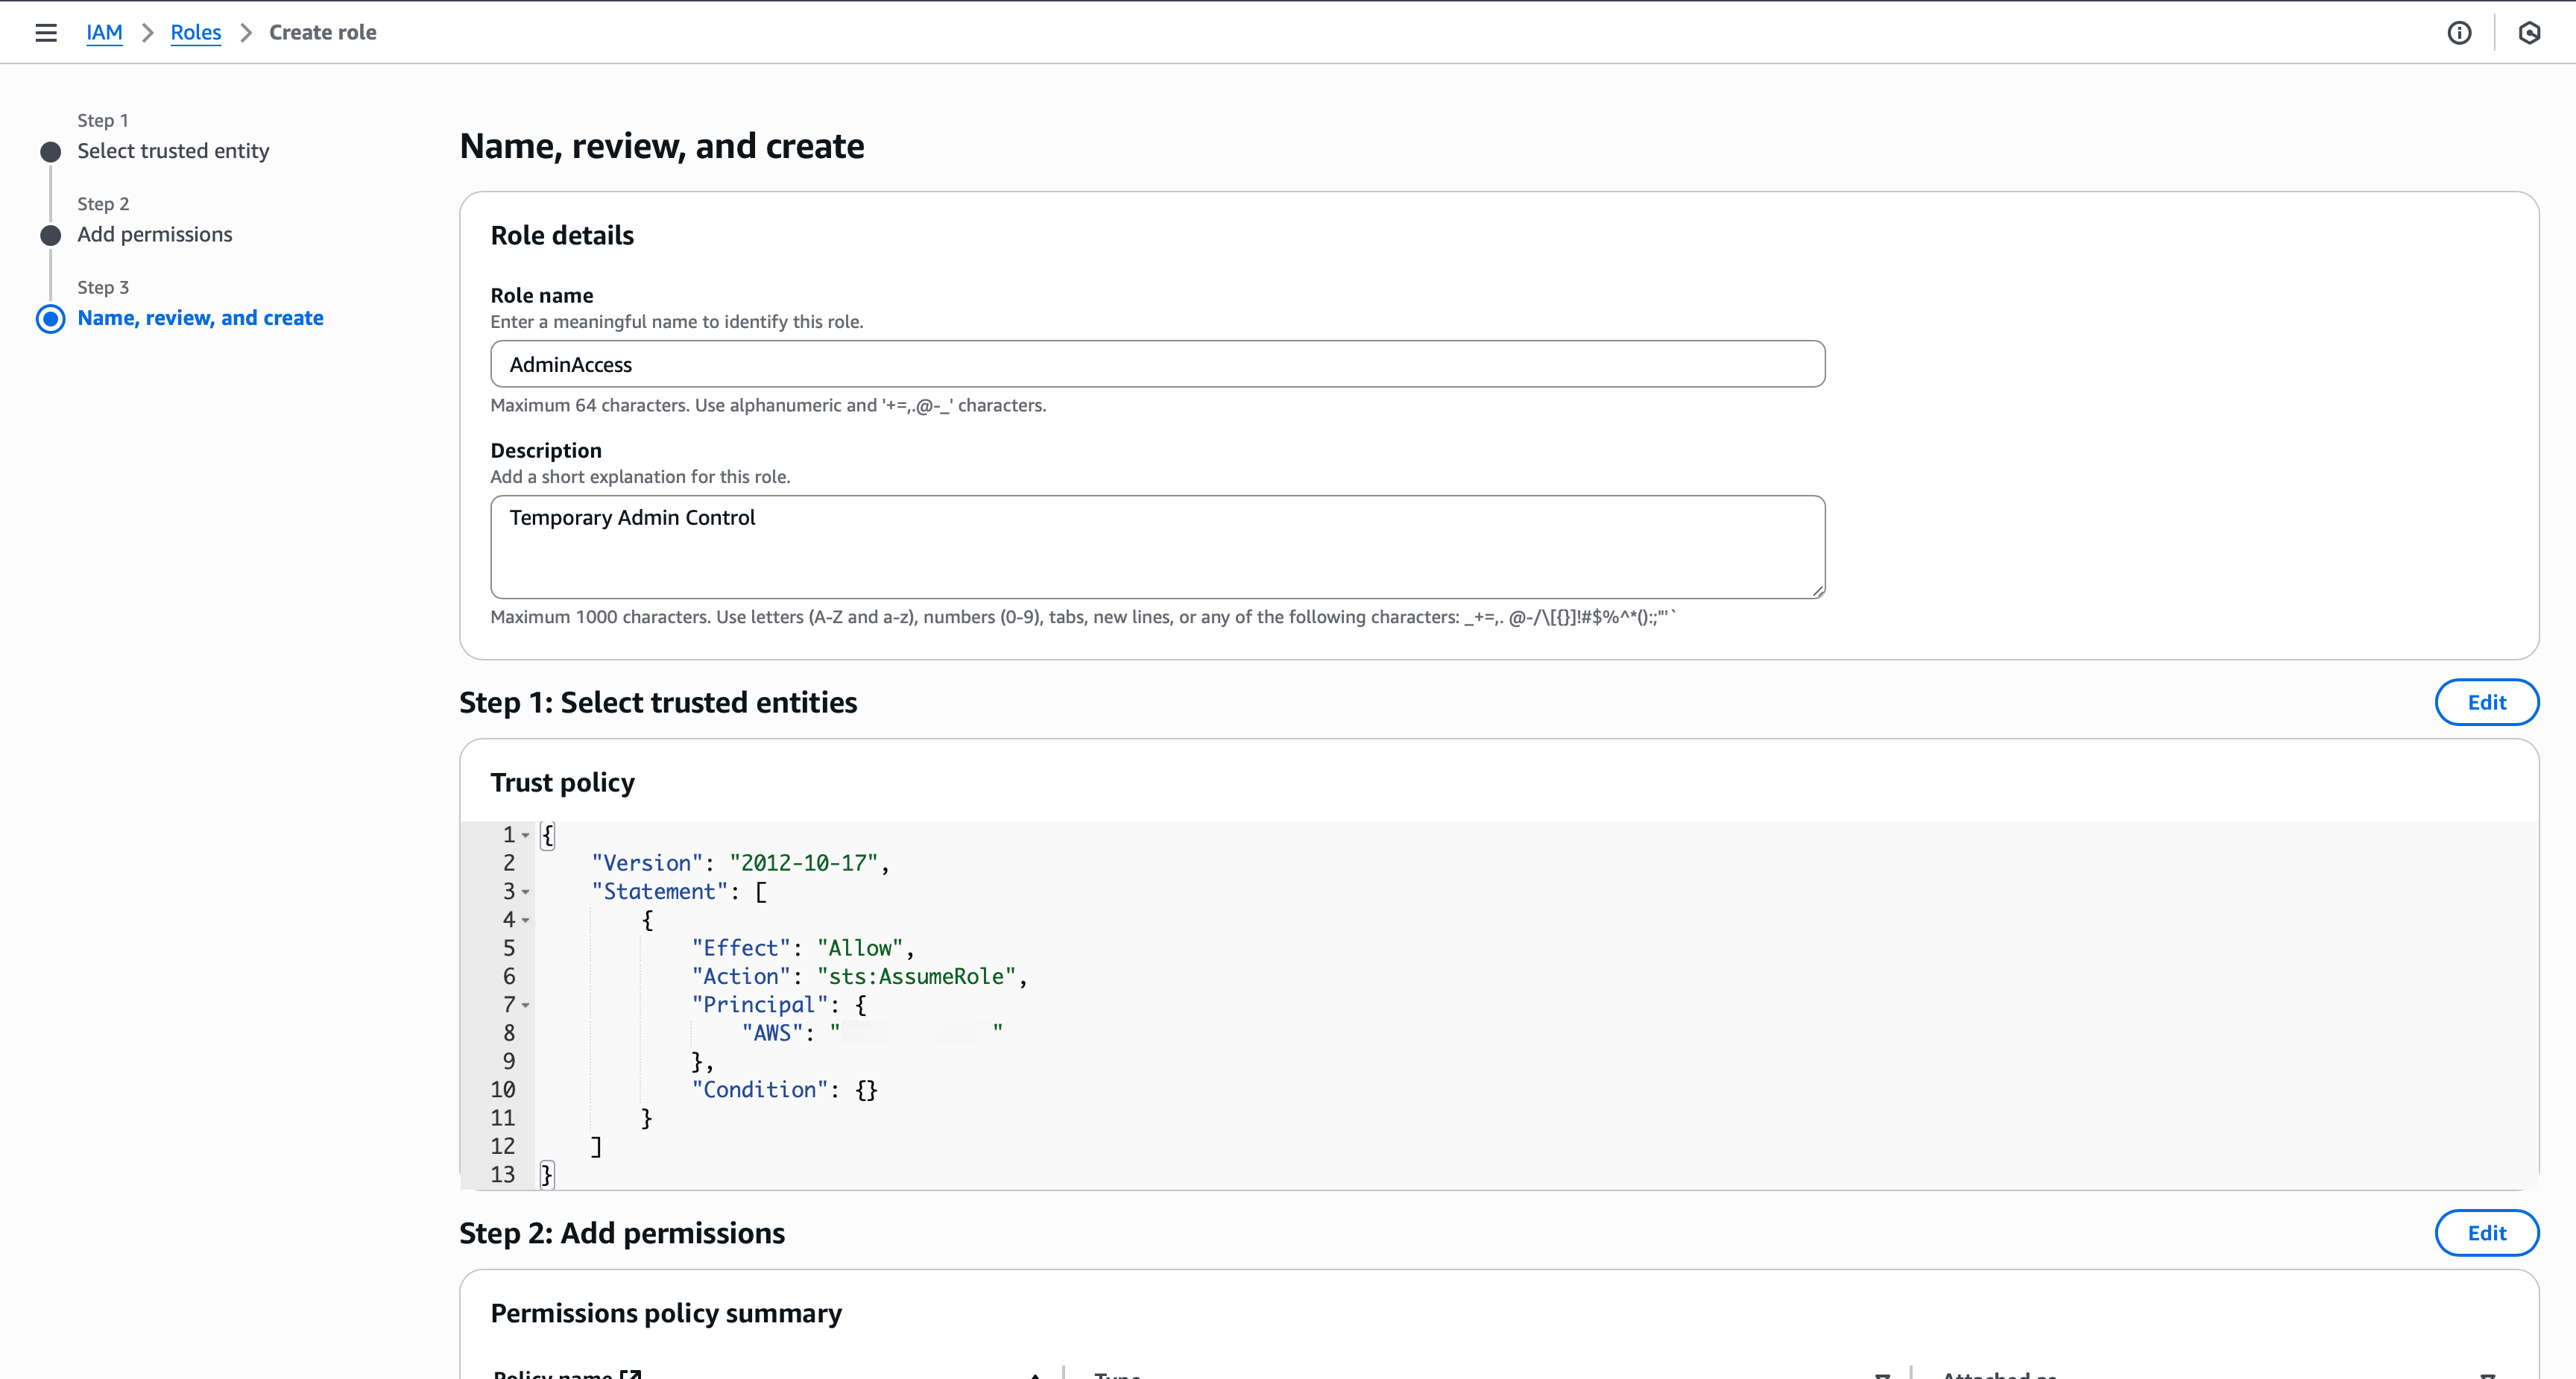 IAM > Roles > Create role
Step 1
Select trusted entity
Step 2
Add permissions
Step 3
Name, review, and create
Name, review, and create
Role details
Role name
Enter a meaningful name to identify this role.
AdminAccess
Maximum 64 characters. Use alphanumeric and '+=,.@-_' characters.
Description
Add a short explanation for this role.
Temporary Admin Control
Maximum 1000 characters. Use letters (A-Z and a-z), numbers (0-9), tabs, new lines, or any of the following characters: _+=,. @-/\[{}]!#$%^*();:"'`
Step 1: Select trusted entities
Edit
Trust policy
1 {
2 "Version": "2012-10-17",
3 "Statement": [
4 {
5 "Effect": "Allow",
6 "Action": "sts:AssumeRole",
7 "Principal": {
8 "AWS": " "
9 },
10 "Condition": {}
11 }
12 ]
13 }
Step 2: Add permissions
Edit
Permissions policy summary
Policy name
Type
Attached as